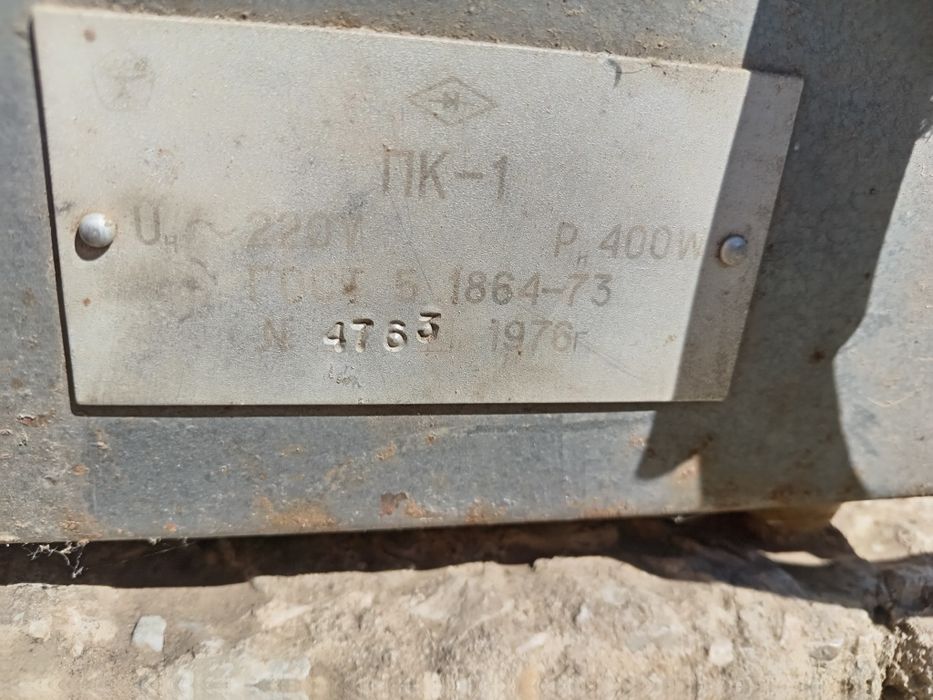 И
ПК-1
Uн ~ 220V Pн 400W
ГОСТ 5 1864-73
N 4763 1976г